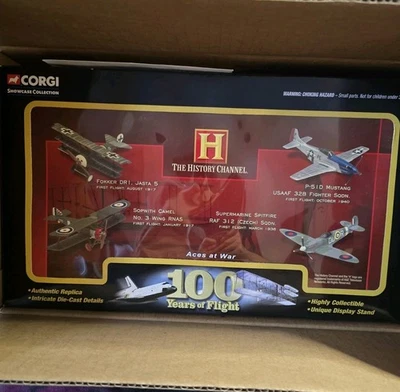 CORGI
SHOWCASE COLLECTION
WARNING: CHOKING HAZARD - Small parts. Not for children under
H
THE HISTORY CHANNEL
FOKKER DR1, JASTA 5
FIRST FLIGHT, AUGUST 1917
P-51D MUSTANG
USAAF 328 FIGHTER SQDN.
FIRST FLIGHT, OCTOBER 1940
SOPWITH CAMEL
NO. 3 WING RNAS
FIRST FLIGHT, JANUARY 1917
SUPERMARINE SPITFIRE
RAF 312 (CZECH) SQDN.
FIRST FLIGHT, MARCH 1936
Aces at War
100
Years of Flight
•Authentic Replica
•Intricate Die-Cast Details
•Highly Collectible
•Unique Display Stand